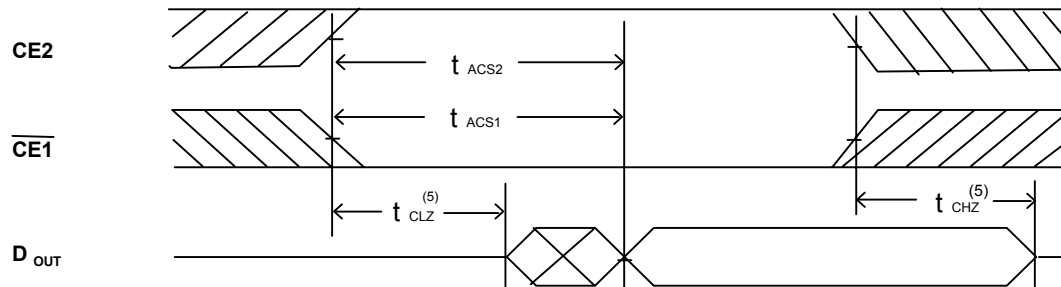 CE2
t ACS2
t ACS1
CE1
t CLZ (5)
t CHZ (5)
D OUT